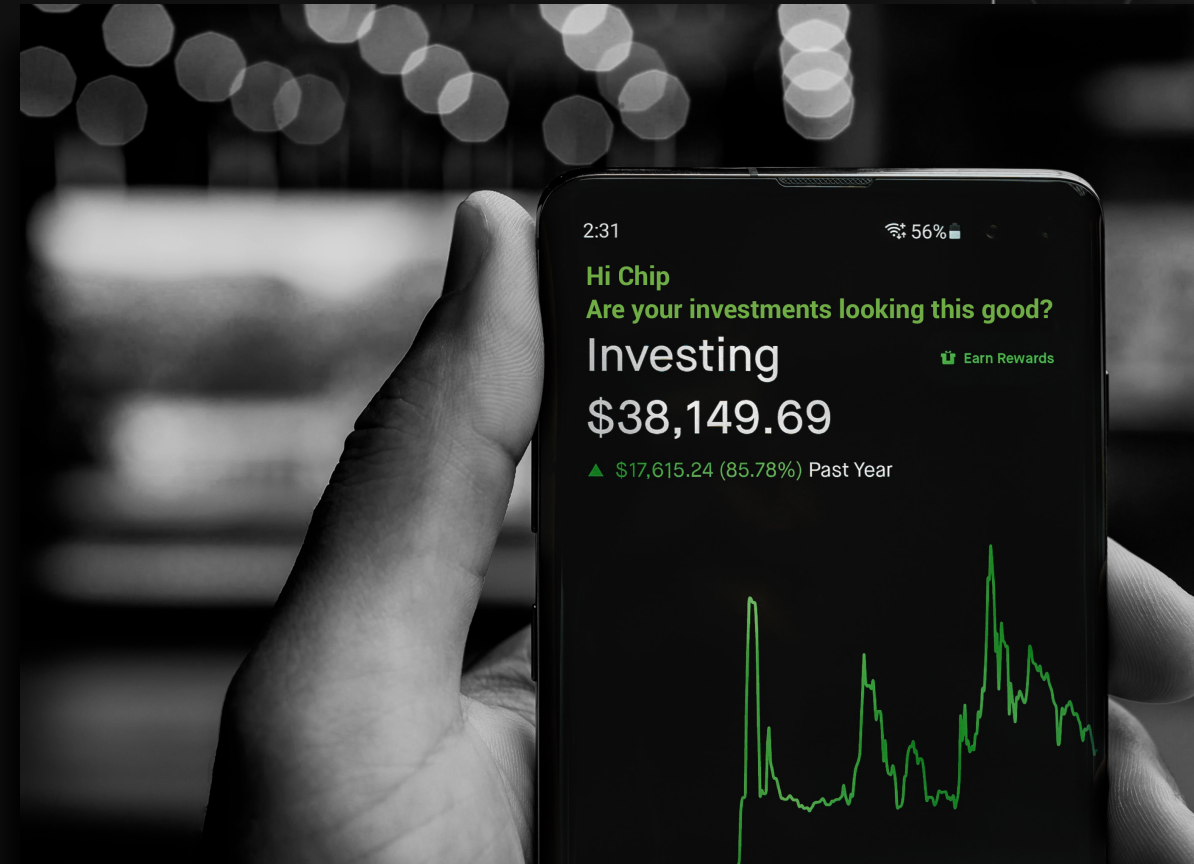 2:31 56%
Hi Chip
Are your investments looking this good?
Investing
Earn Rewards
$38,149.69
▲ $17,615.24 (85.78%) Past Year